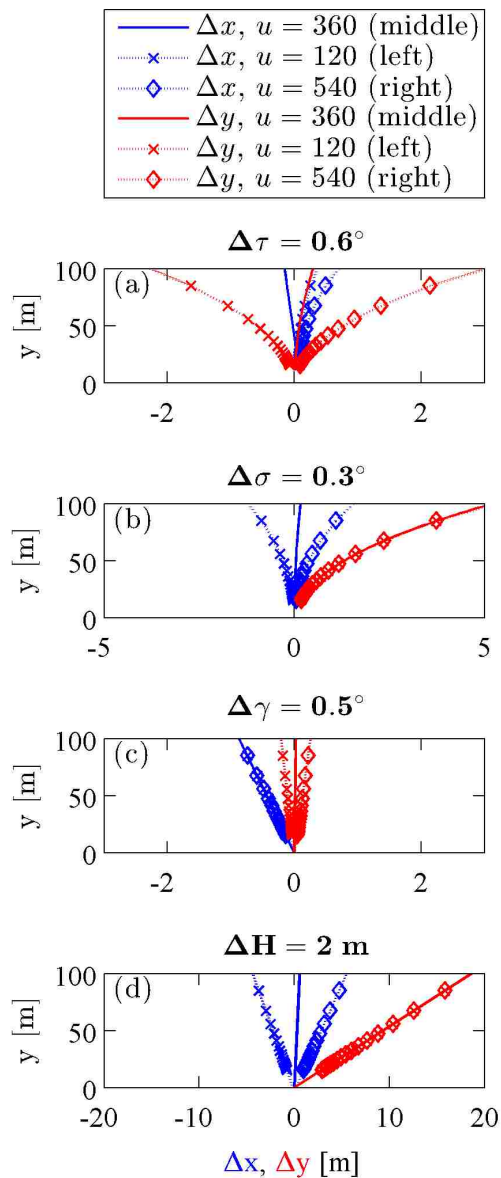 Δx, u = 360 (middle)
Δx, u = 120 (left)
Δx, u = 540 (right)
Δy, u = 360 (middle)
Δy, u = 120 (left)
Δy, u = 540 (right)
Δτ = 0.6°
100
50
0
y [m]
(a)
-2 0 2
Δσ = 0.3°
100
50
0
y [m]
(b)
-5 0 5
Δγ = 0.5°
100
50
0
y [m]
(c)
-2 0 2
ΔH = 2 m
100
50
0
y [m]
(d)
-20 -10 0 10 20
Δx, Δy [m]